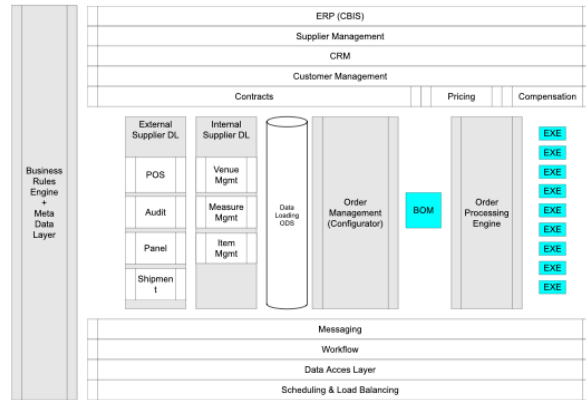 ERP (CBIS)
Supplier Management
CRM
Customer Management
Contracts
Pricing
Compensation
Business
Rules
Engine
+
Meta
Data
Layer
External
Supplier DL
POS
Audit
Panel
Shipmen
t
Internal
Supplier DL
Venue
Mgmt
Measure
Mgmt
Item
Mgmt
Data
Loading
ODS
Order
Management
(Configurator)
BOM
Order
Processing
Engine
EXE
EXE
EXE
EXE
EXE
EXE
EXE
EXE
EXE
Messaging
Workflow
Data Acces Layer
Scheduling & Load Balancing